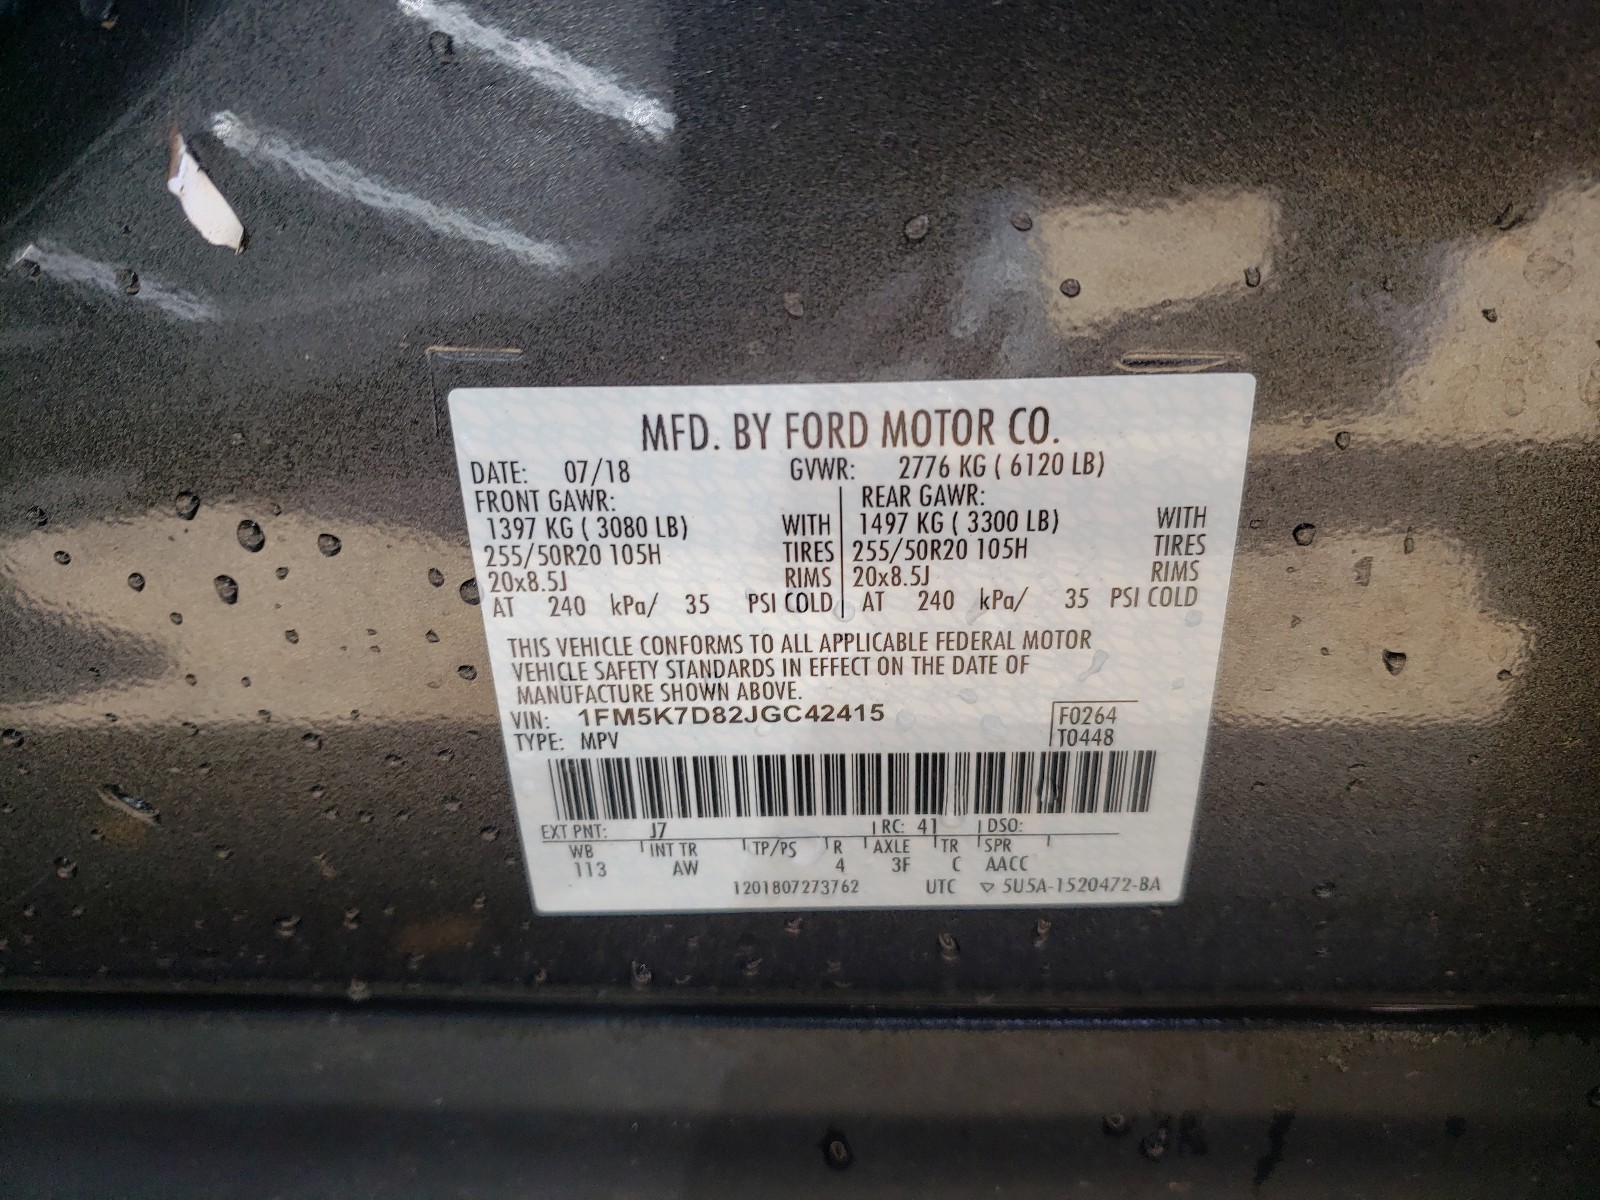 MFD. BY FORD MOTOR CO.
DATE: 07/18 GVWR: 2776 KG ( 6120 LB)
FRONT GAWR: REAR GAWR:
1397 KG ( 3080 LB) WITH 1497 KG ( 3300 LB) WITH
255/50R20 105H TIRES 255/50R20 105H TIRES
20x8.5J RIMS 20x8.5J RIMS
AT 240 kPa/ 35 PSI COLD AT 240 kPa/ 35 PSI COLD
THIS VEHICLE CONFORMS TO ALL APPLICABLE FEDERAL MOTOR
VEHICLE SAFETY STANDARDS IN EFFECT ON THE DATE OF
MANUFACTURE SHOWN ABOVE.
VIN: 1FM5K7D82JGC42415 F0264
TYPE: MPV T0448
EXT PNT: J7 RC: 41 DSO:
WB INT TR TP/PS R AXLE TR SPR
113 AW 4 3F C AACC
1201807273762 UTC ▽ 5U5A-1520472-BA